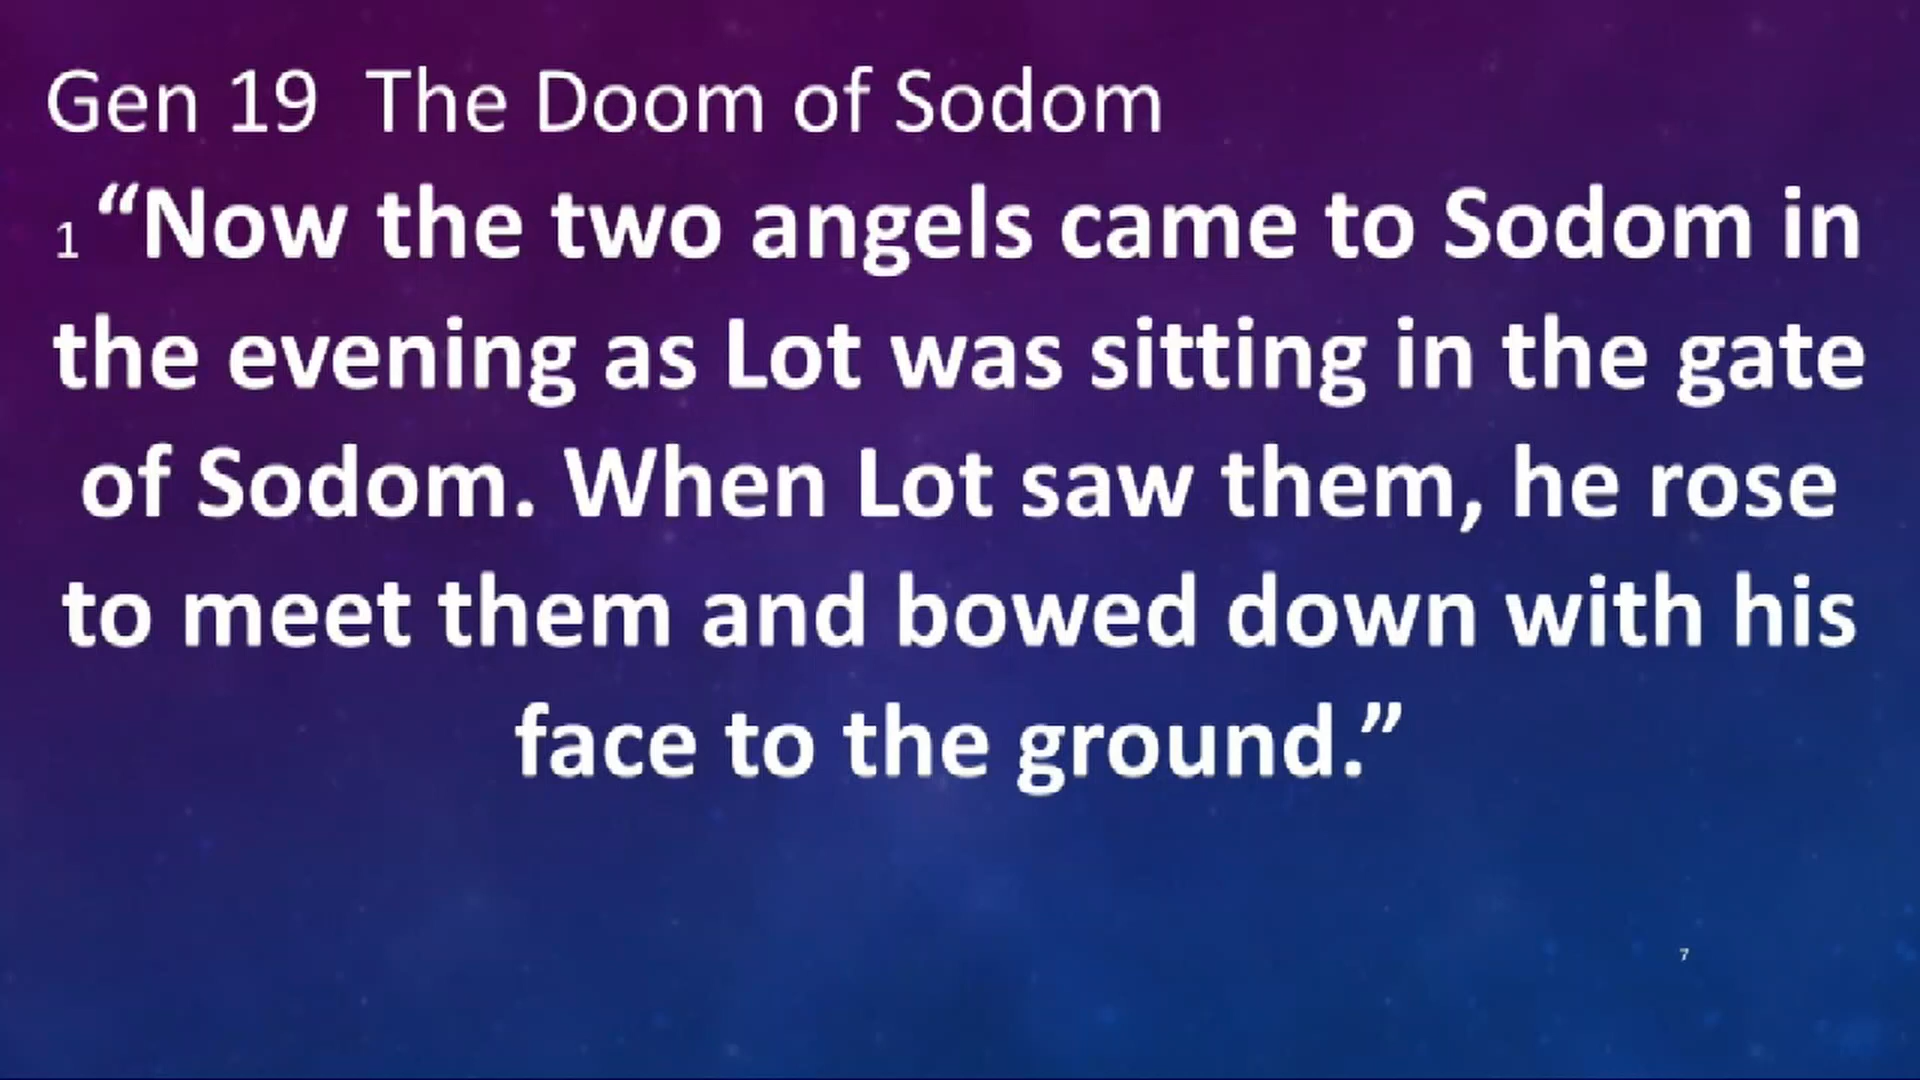 Gen 19 The Doom of Sodom
1 “Now the two angels came to Sodom in
the evening as Lot was sitting in the gate
of Sodom. When Lot saw them, he rose
to meet them and bowed down with his
face to the ground.”
7